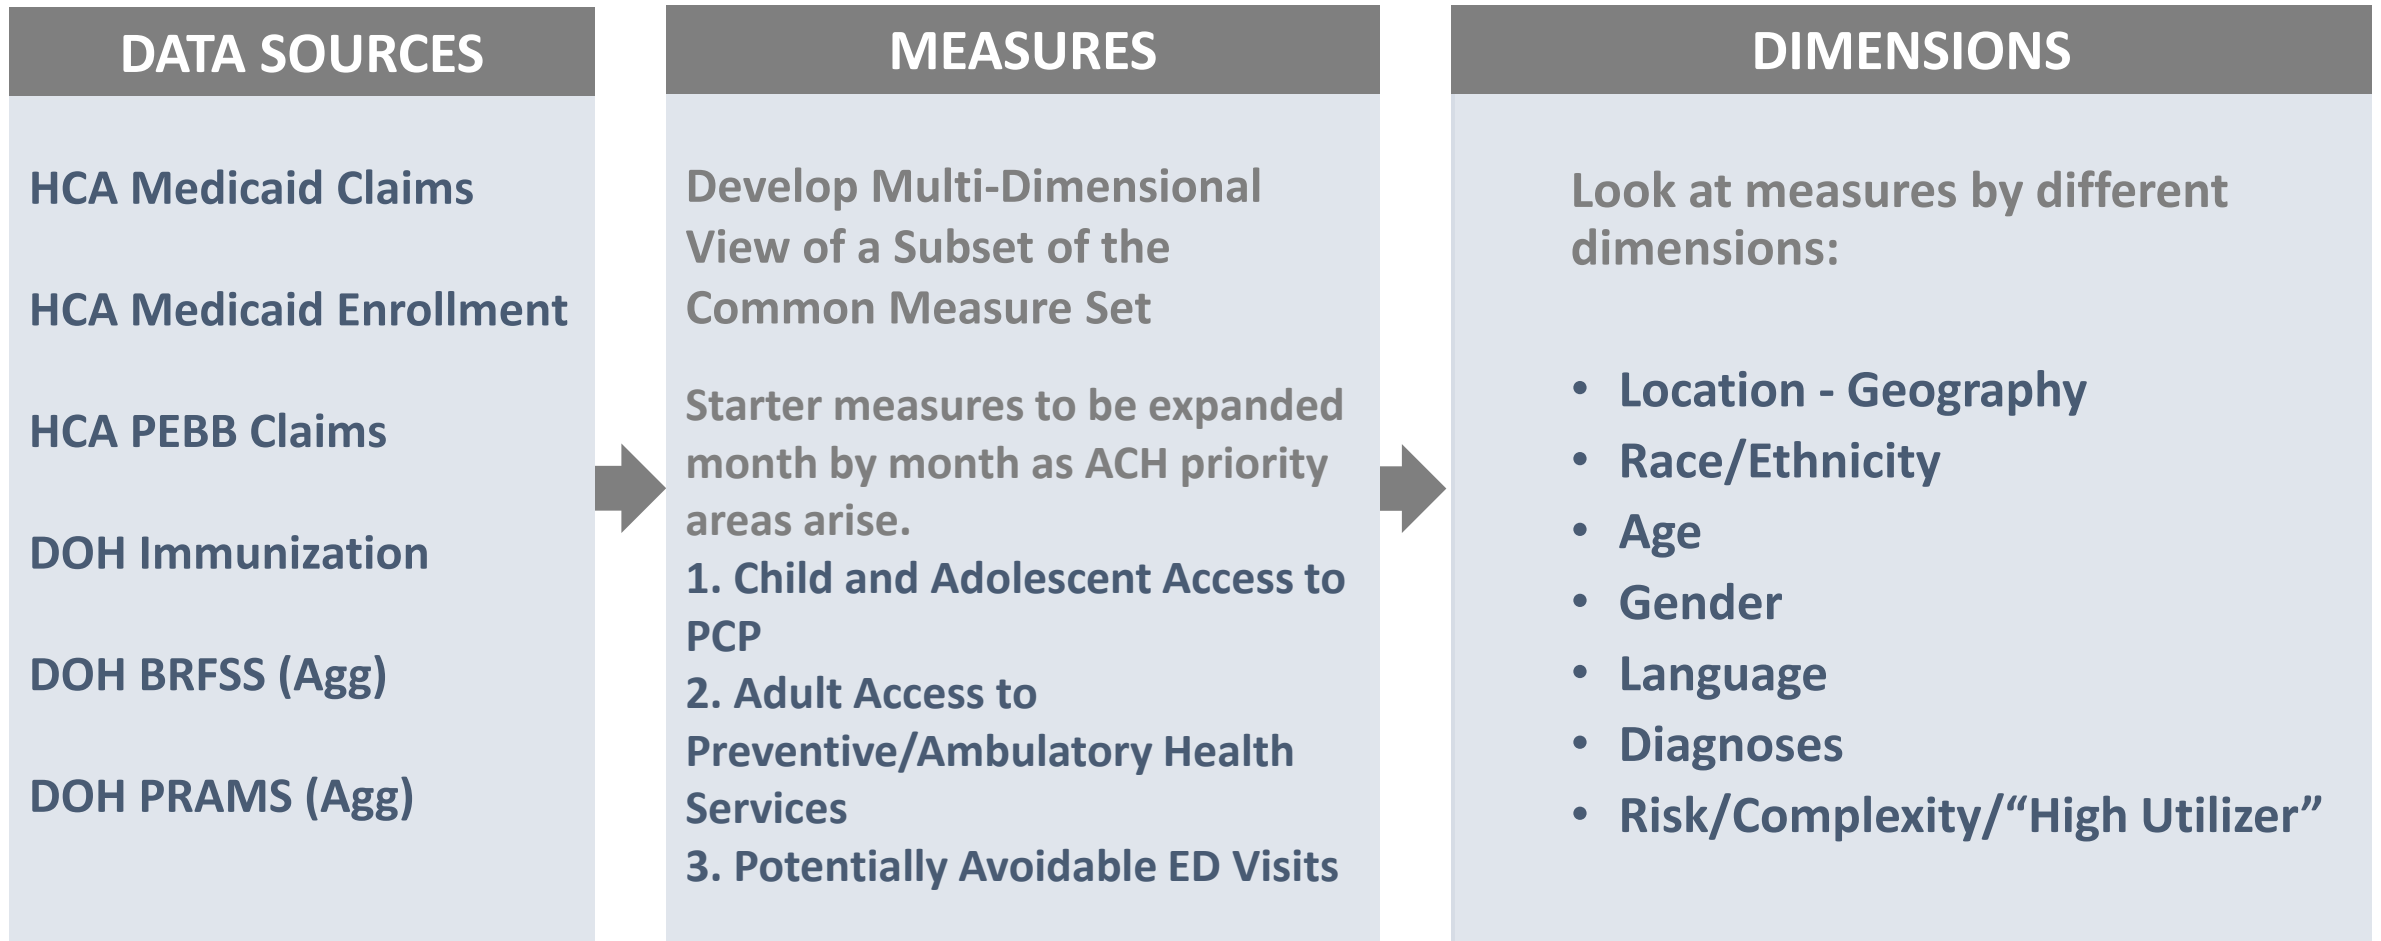 DATA SOURCES
HCA Medicaid Claims
HCA Medicaid Enrollment
HCA PEBB Claims
DOH Immunization
DOH BRFSS (Agg)
DOH PRAMS (Agg)
MEASURES
Develop Multi-Dimensional
View of a Subset of the
Common Measure Set
Starter measures to be expanded
month by month as ACH priority
areas arise.
1. Child and Adolescent Access to
PCP
2. Adult Access to
Preventive/Ambulatory Health
Services
3. Potentially Avoidable ED Visits
DIMENSIONS
Look at measures by different
dimensions:
• Location - Geography
• Race/Ethnicity
• Age
• Gender
• Language
• Diagnoses
• Risk/Complexity/“High Utilizer”